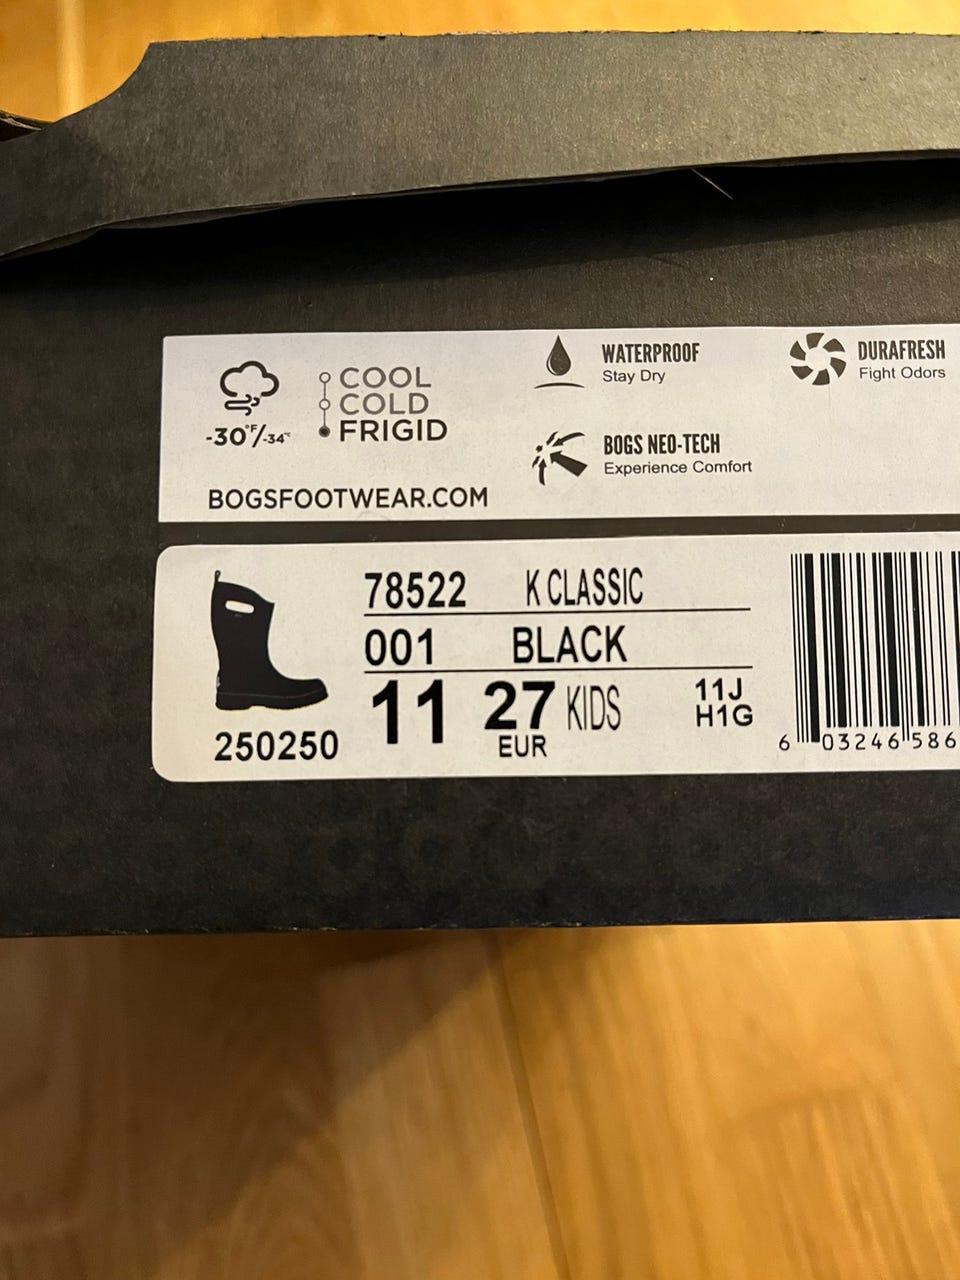 -30°F/-34°C
COOL
COLD
FRIGID
BOGSFOOTWEAR.COM
WATERPROOF
Stay Dry
DURAFRESH
Fight Odors
BOGS NEO-TECH
Experience Comfort
78522 K CLASSIC
001 BLACK
11 27 KIDS 11J
EUR H1G
250250
6 03246 586